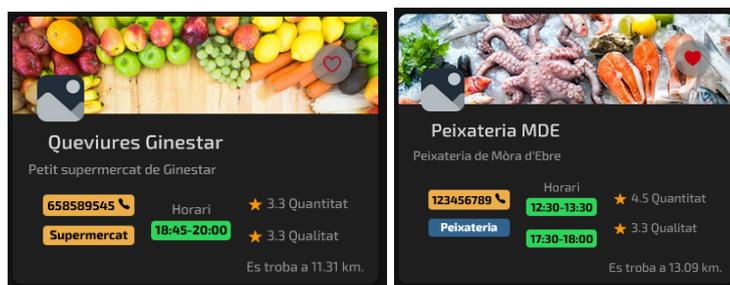 Queviures Ginestar
Petit supermercat de Ginestar
658589545
Supermercat
Horari
18:45-20:00
3.3 Quantitat
3.3 Qualitat
Es troba a 11.31 km.
Peixateria MDE
Peixateria de Mòra d'Ebre
123456789
Peixateria
Horari
12:30-13:30
17:30-18:00
4.5 Quantitat
3.3 Qualitat
Es troba a 13.09 km.